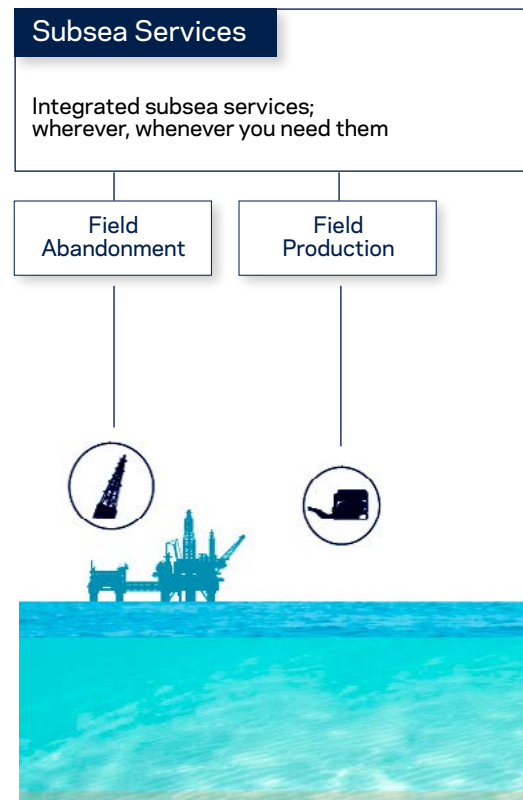 Subsea Services
Integrated subsea services;
wherever, whenever you need them
Field
Abandonment
Field
Production